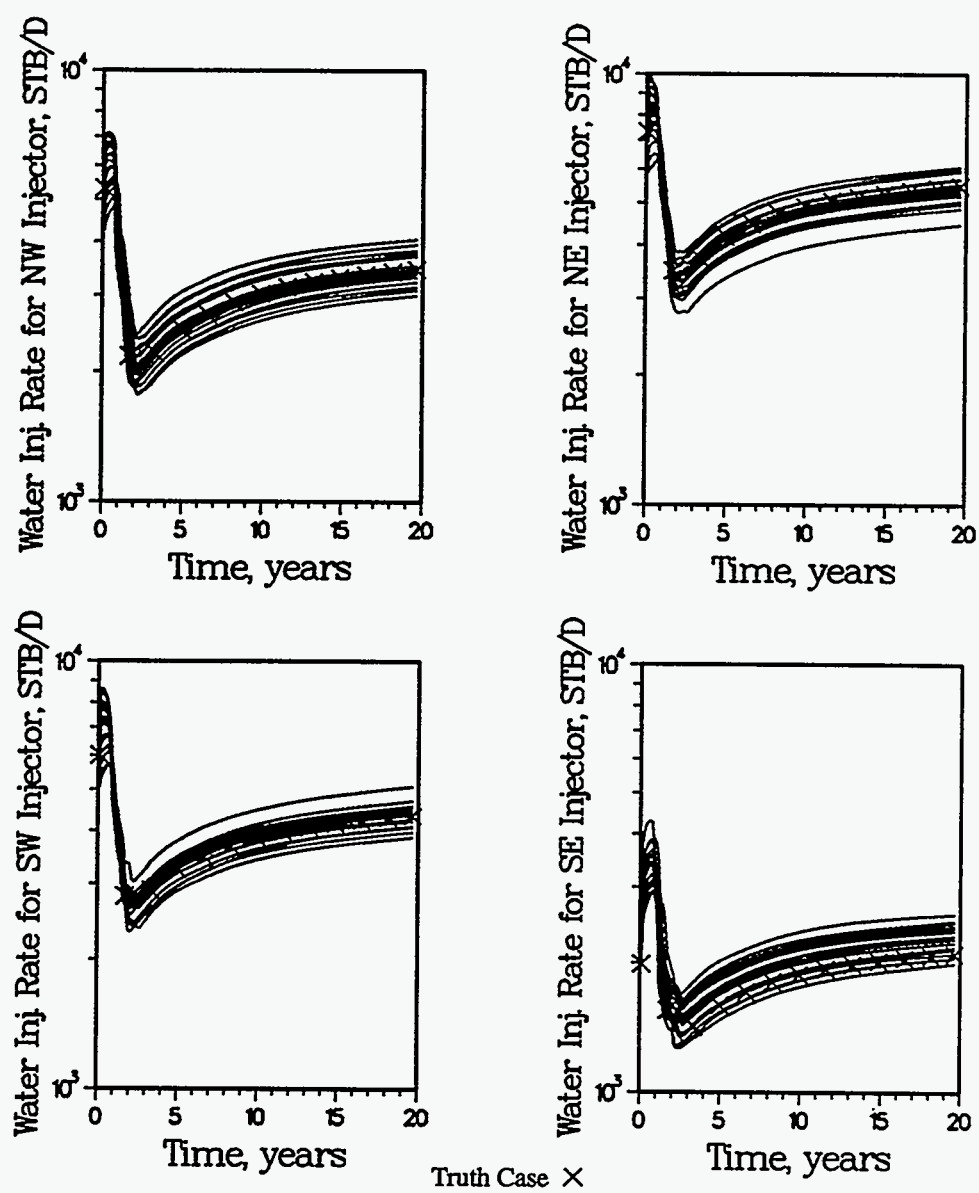 Water Inj. Rate for NW Injector, STB/D
10⁴
10³
0 5 10 15 20
Time, years
Water Inj. Rate for NE Injector, STB/D
10⁴
10³
0 5 10 15 20
Time, years
Water Inj. Rate for SW Injector, STB/D
10⁴
10³
0 5 10 15 20
Time, years
Water Inj. Rate for SE Injector, STB/D
10⁴
10³
0 5 10 15 20
Time, years
Truth Case ×